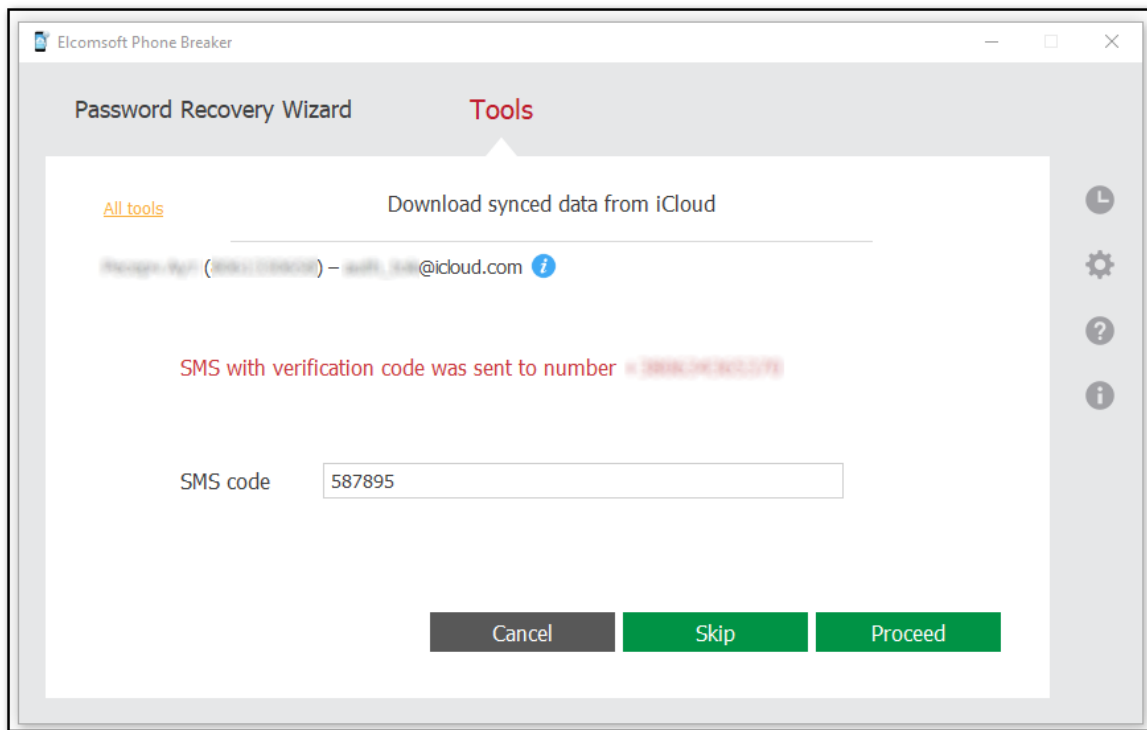 Elcomsoft Phone Breaker
Password Recovery Wizard Tools
All tools
Download synced data from iCloud
( ) – @icloud.com
SMS with verification code was sent to number
SMS code 587895
Cancel Skip Proceed